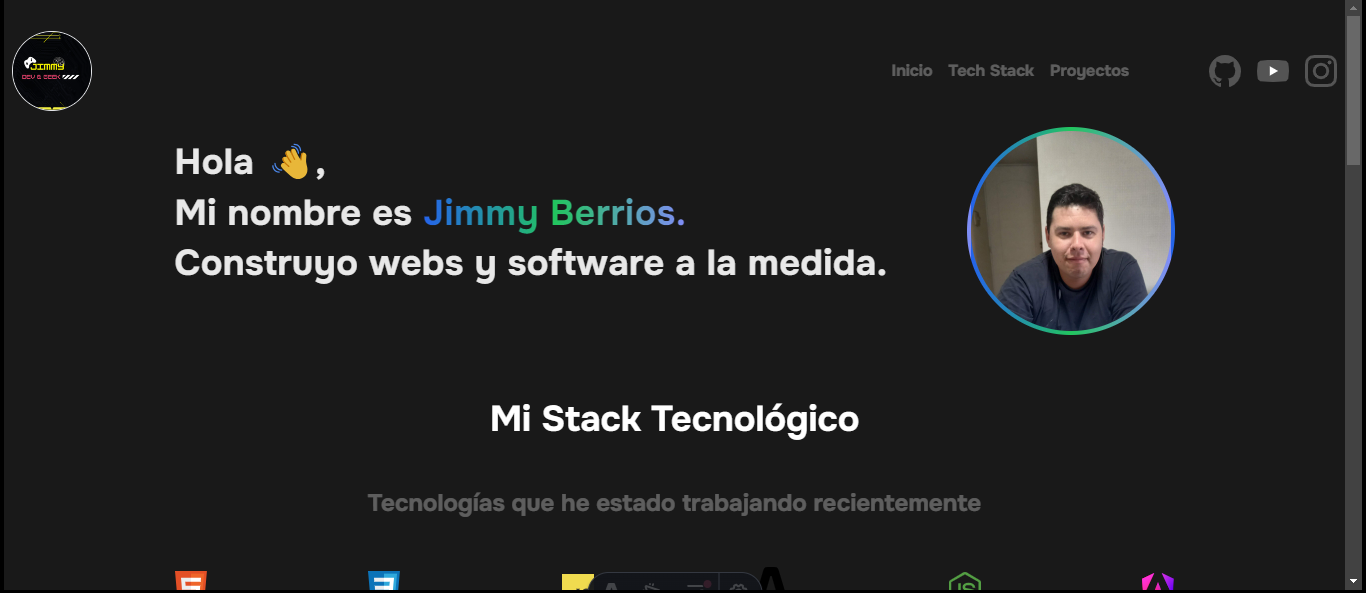 JIMMY
DEV & GEEK
Inicio Tech Stack Proyectos
Hola 👋,
Mi nombre es Jimmy Berrios.
Construyo webs y software a la medida.
Mi Stack Tecnológico
Tecnologías que he estado trabajando recientemente